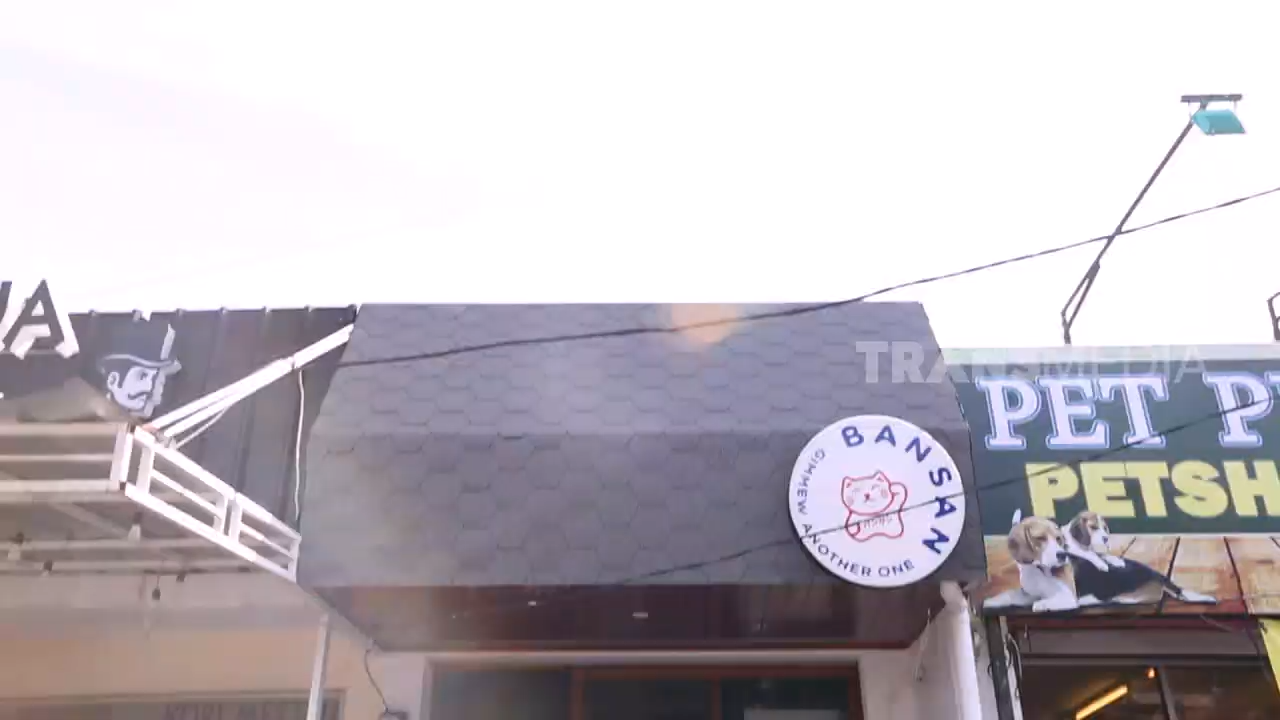 BANSAN
GIMMEW ANOTHER ONE
TRANSMEDIA
PET
PETSH